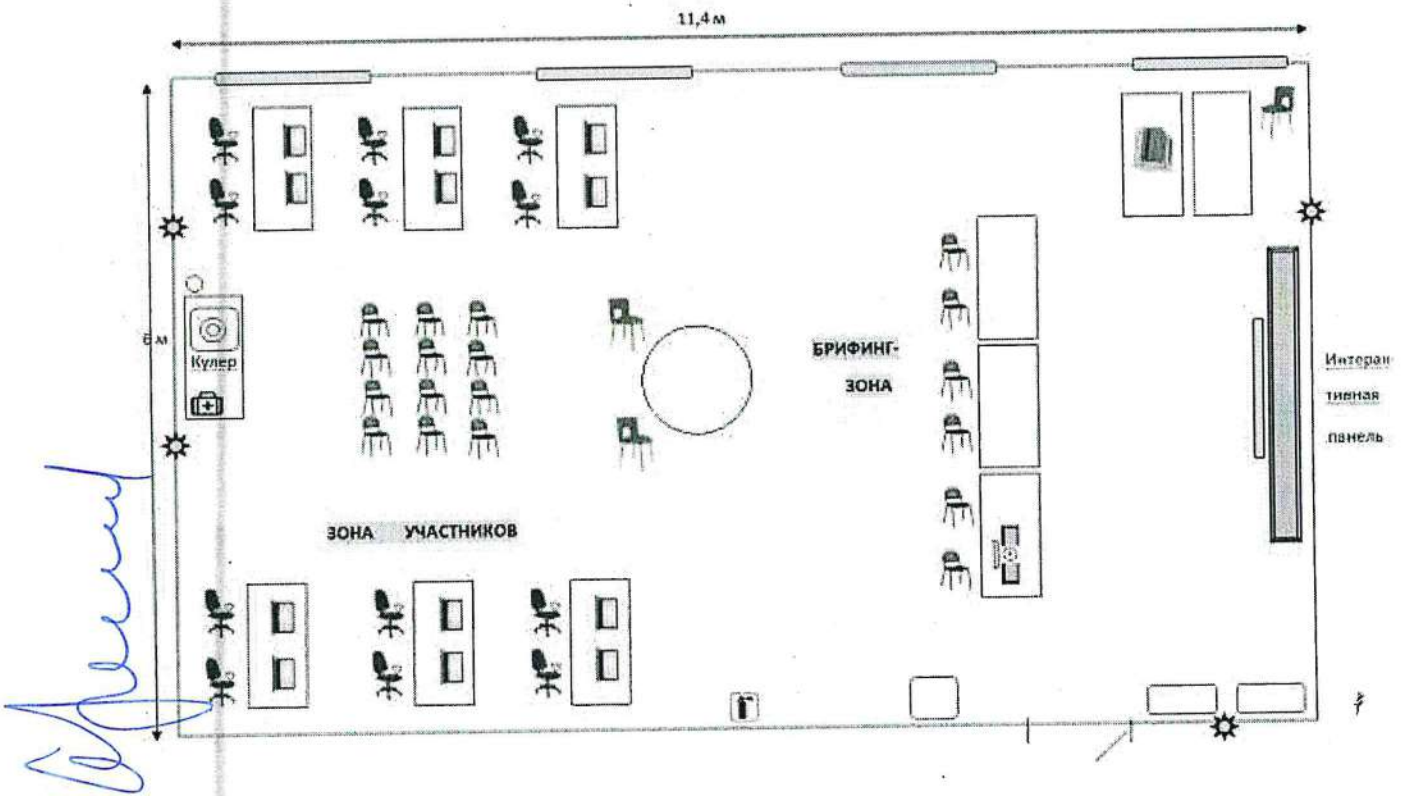 11,4 м
6 м
Кулер
БРИФИНГ-
ЗОНА
Интерак
тивная
панель
ЗОНА УЧАСТНИКОВ